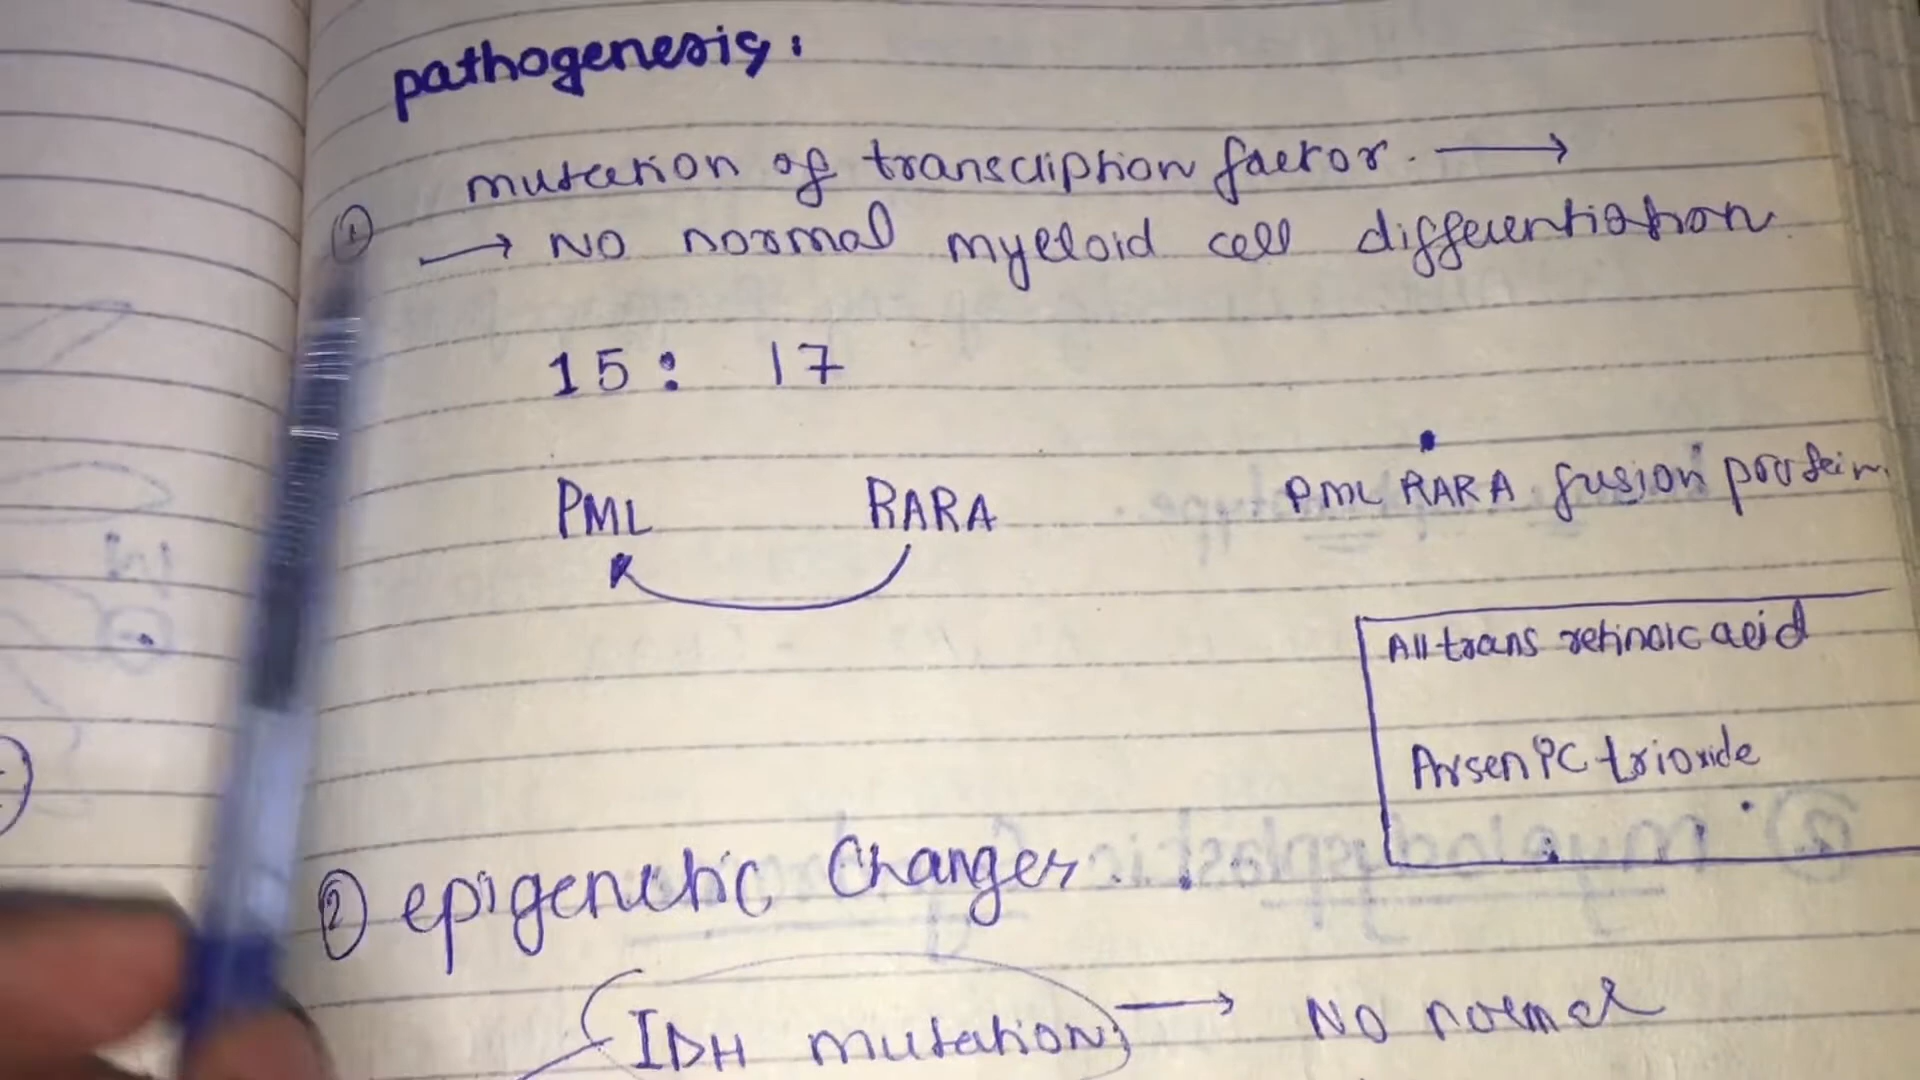 pathogenesis:
mutation of transcription factor. →
① → NO normal myeloid cell differentiation
15: 17
PML RARA PML RARA fusion protein.
All trans retinoic acid
Arsenic trioxide
② epigenetic Changes
IDH mutation → NO normal